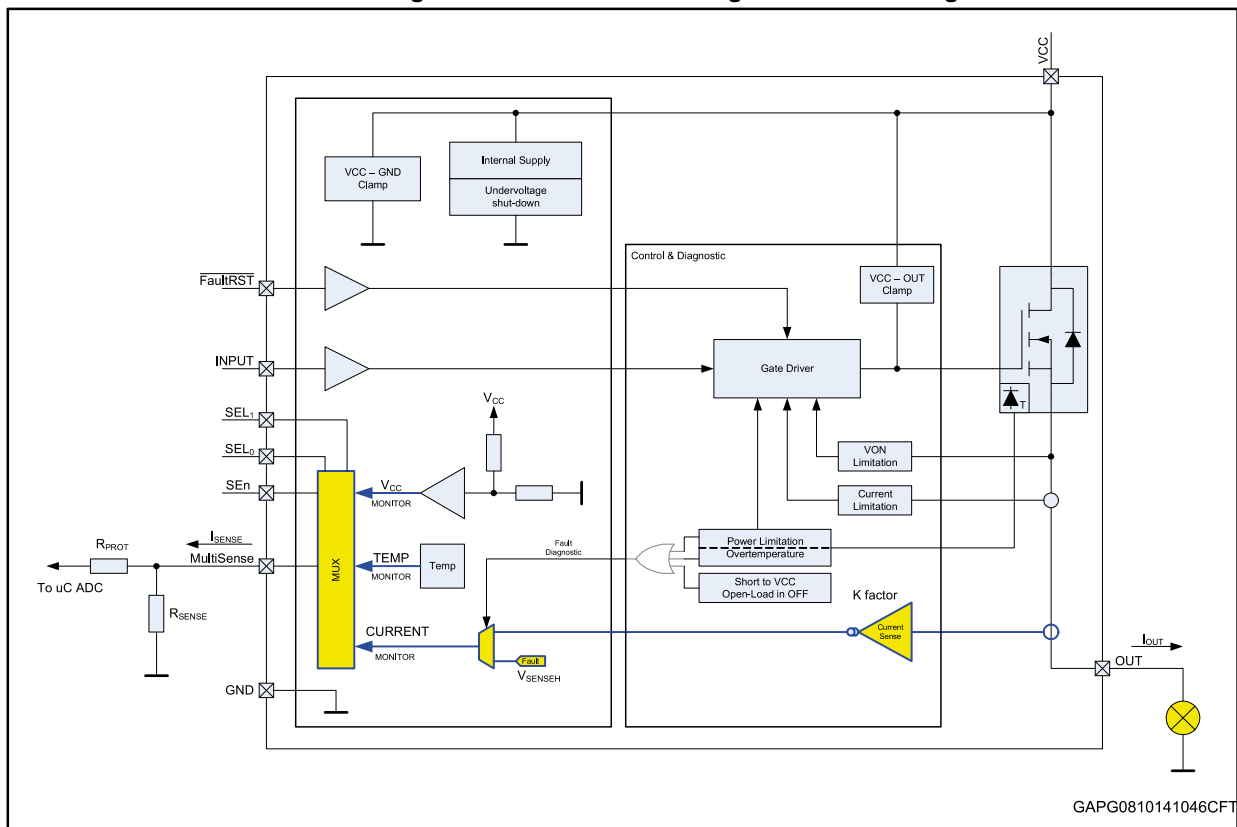 VCC
VCC – GND
Clamp
Internal Supply
Undervoltage
shut-down
Control & Diagnostic
VCC – OUT
Clamp
FaultRST
INPUT
Gate Driver
T
SEL1
SEL0
SEn
VCC
VCC
MONITOR
VON
Limitation
Current
Limitation
ISENSE
RPROT
MultiSense
To uC ADC
RSENSE
MUX
TEMP
MONITOR
Temp
Fault
Diagnostic
Power Limitation
Overtemperature
Short to VCC
Open-Load in OFF
K factor
Current
Sense
CURRENT
MONITOR
Fault
VSENSEH
GND
IOUT
OUT
GAPG0810141046CFT